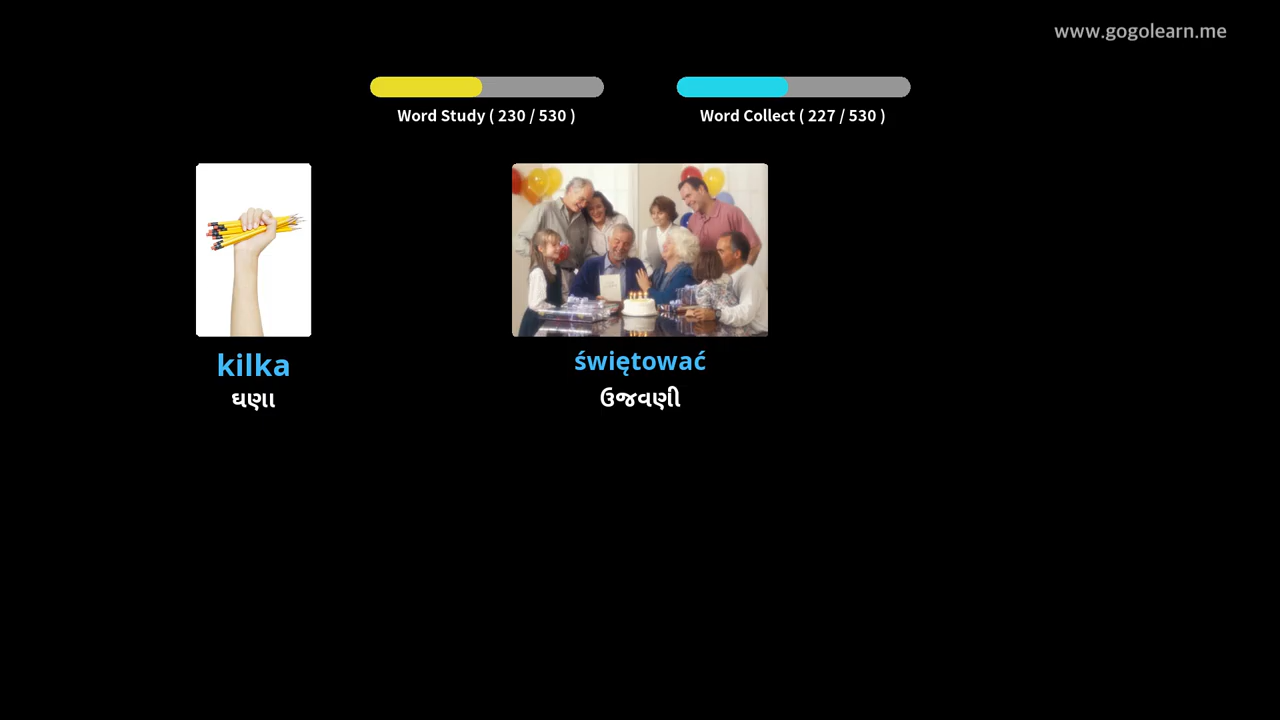 www.gogolearn.me
Word Study ( 230 / 530 )
Word Collect ( 227 / 530 )
kilka
ઘણા
świętować
ઉજવણી